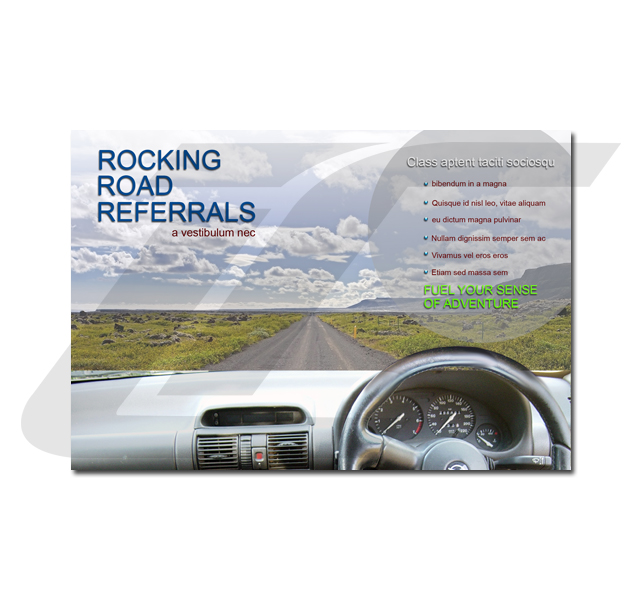 ROCKING
ROAD
REFERRALS
a vestibulum nec
Class aptent taciti sociosqu
bibendum in a magna
Quisque id nisl leo, vitae aliquam
eu dictum magna pulvinar
Nullam dignissim semper sem ac
Vivamus vel eros eros
Etiam sed massa sem
FUEL YOUR SENSE
OF ADVENTURE